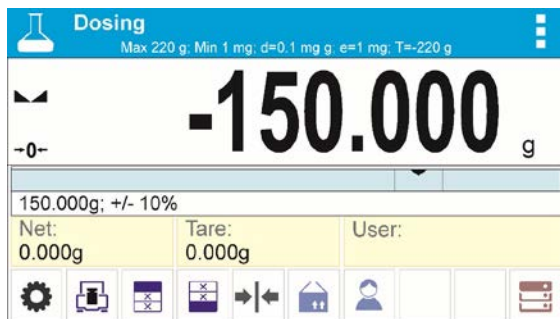 Dosing
Max 220 g; Min 1 mg; d=0.1 mg g; e=1 mg; T=-220 g
-150.000 g
→0←
150.000g; +/- 10%
Net: Tare: User:
0.000g 0.000g